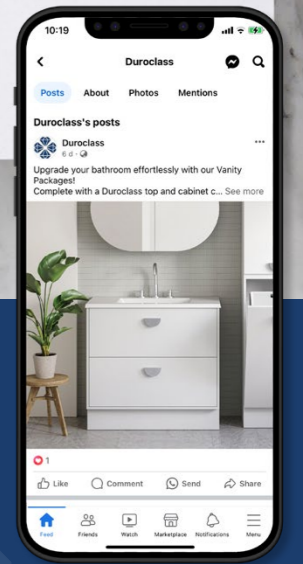 10:19
Duroclass
Posts About Photos Mentions
Duroclass's posts
Duroclass
6 d ·
Upgrade your bathroom effortlessly with our Vanity
Packages!
Complete with a Duroclass top and cabinet c... See more
1
Like Comment Send Share
Feed Friends Watch Marketplace Notifications Menu